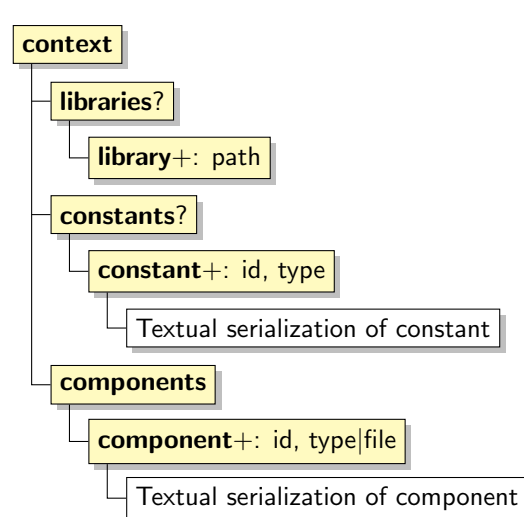 context
libraries?
library+: path
constants?
constant+: id, type
Textual serialization of constant
components
component+: id, type|file
Textual serialization of component